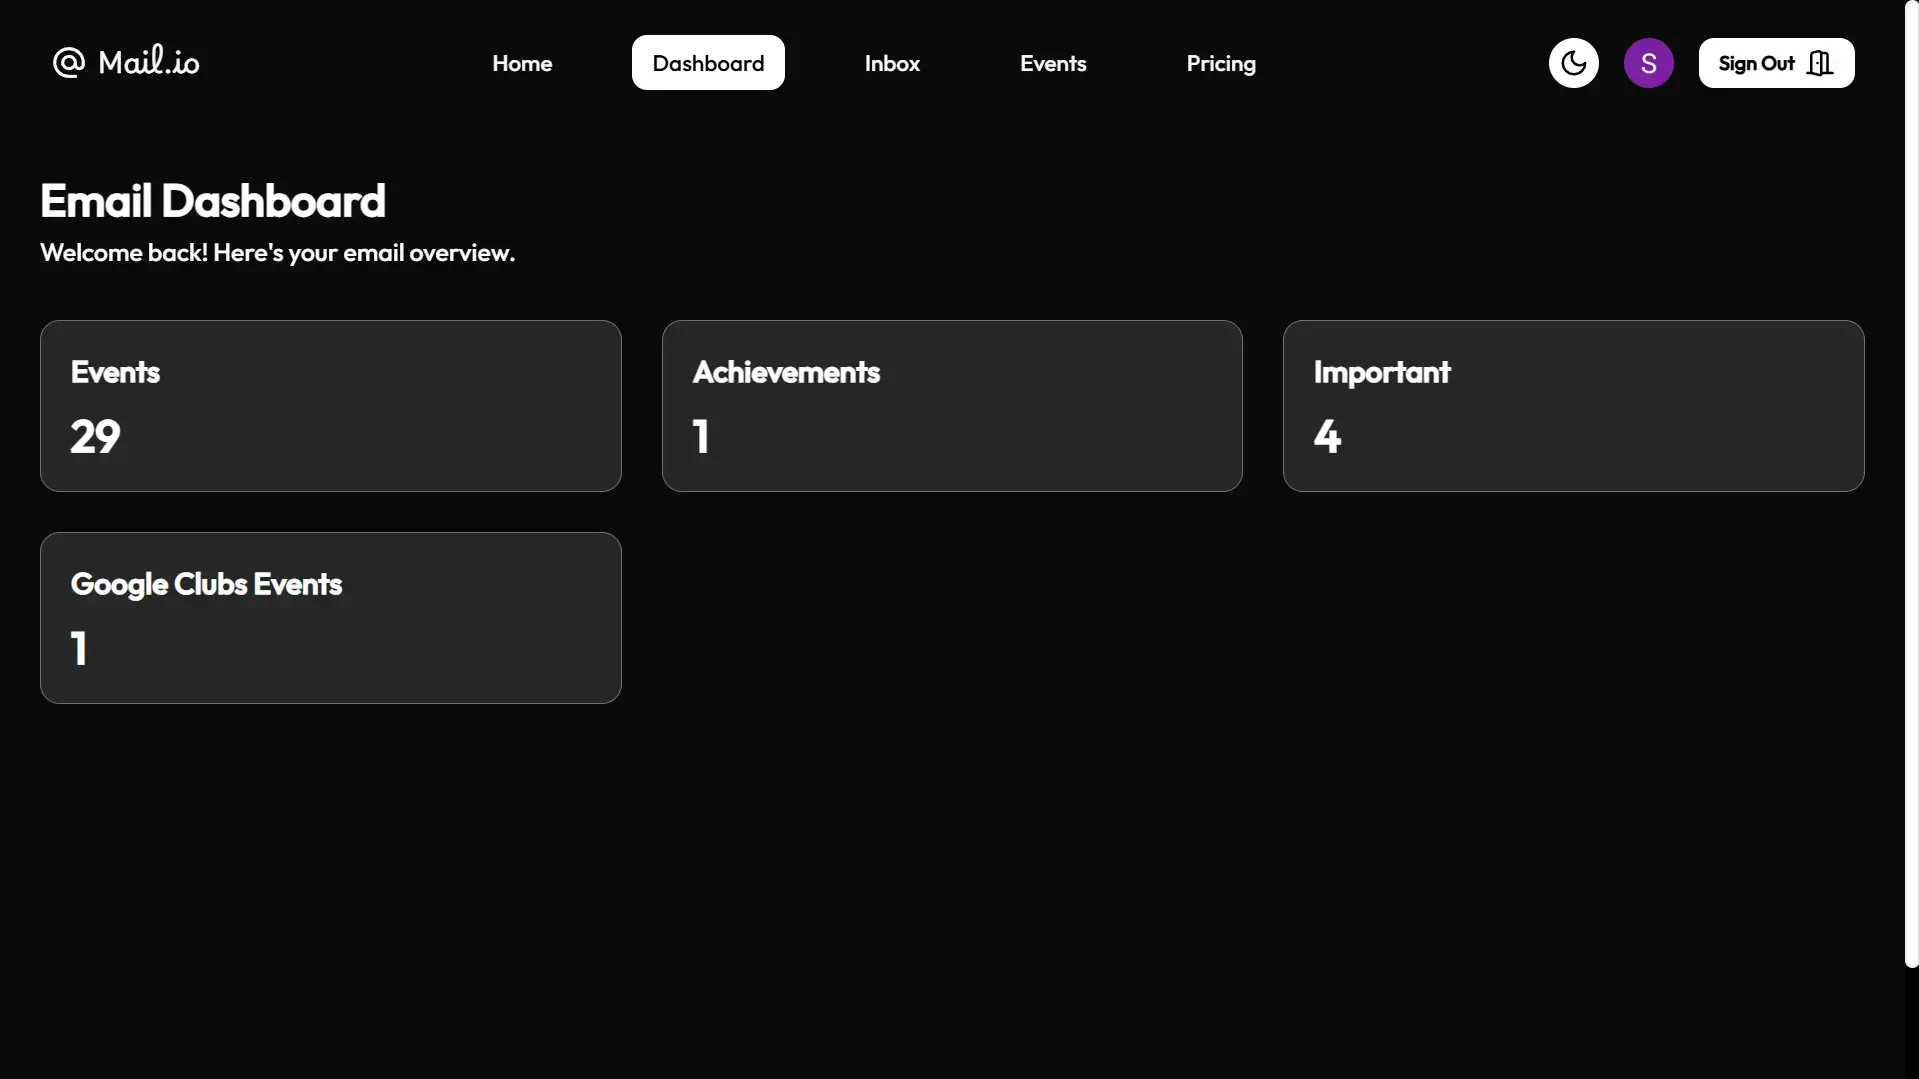 @ Mail.io
Home
Dashboard
Inbox
Events
Pricing
S
Sign Out
Email Dashboard
Welcome back! Here's your email overview.
Events
29
Achievements
1
Important
4
Google Clubs Events
1